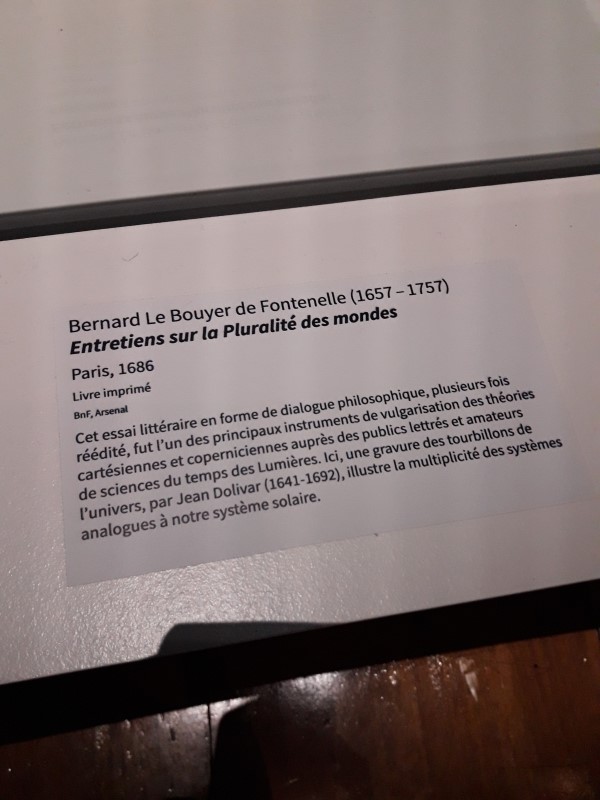 Bernard Le Bouyer de Fontenelle (1657 – 1757)
Entretiens sur la Pluralité des mondes
Paris, 1686
Livre imprimé
BnF, Arsenal
Cet essai littéraire en forme de dialogue philosophique, plusieurs fois
réédité, fut l'un des principaux instruments de vulgarisation des théories
cartésiennes et coperniciennes auprès des publics lettrés et amateurs
de sciences du temps des Lumières. Ici, une gravure des tourbillons de
l'univers, par Jean Dolivar (1641-1692), illustre la multiplicité des systèmes
analogues à notre système solaire.